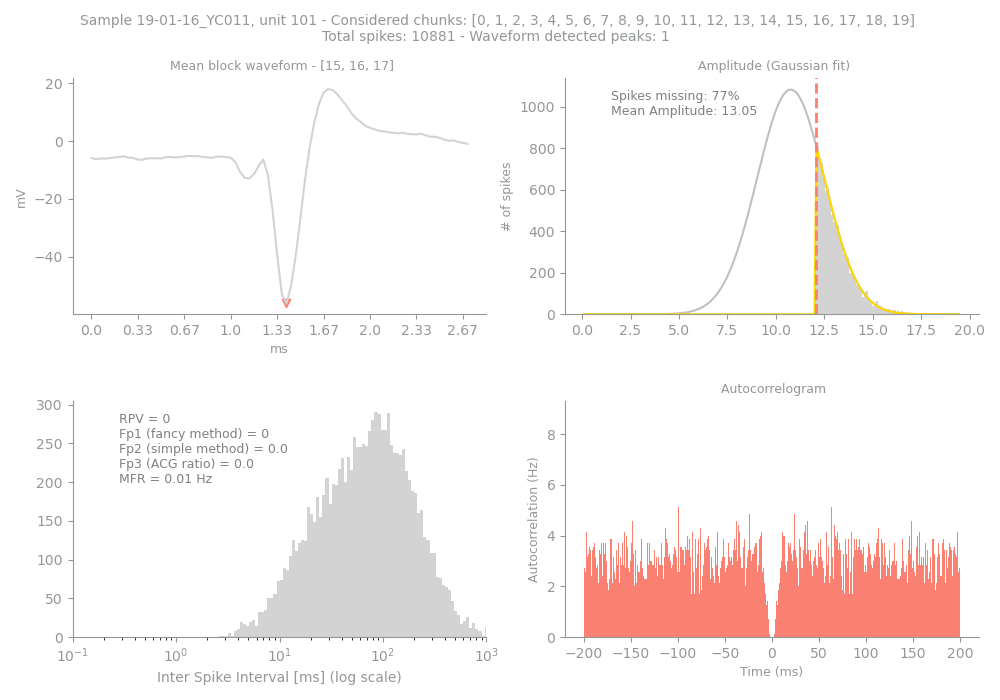 Sample 19-01-16_YC011, unit 101 - Considered chunks: [0, 1, 2, 3, 4, 5, 6, 7, 8, 9, 10, 11, 12, 13, 14, 15, 16, 17, 18, 19]
Total spikes: 10881 - Waveform detected peaks: 1
Mean block waveform - [15, 16, 17]
20
0
−20
−40
mV
0.0 0.33 0.67 1.0 1.33 1.67 2.0 2.33 2.67
ms
Amplitude (Gaussian fit)
Spikes missing: 77%
Mean Amplitude: 13.05
1000
800
600
400
200
0
# of spikes
0.0 2.5 5.0 7.5 10.0 12.5 15.0 17.5 20.0
300
250
200
150
100
50
0
RPV = 0
Fp1 (fancy method) = 0
Fp2 (simple method) = 0.0
Fp3 (ACG ratio) = 0.0
MFR = 0.01 Hz
10⁻¹ 10⁰ 10¹ 10² 10³
Inter Spike Interval [ms] (log scale)
Autocorrelogram
8
6
4
2
0
Autocorrelation (Hz)
−200 −150 −100 −50 0 50 100 150 200
Time (ms)